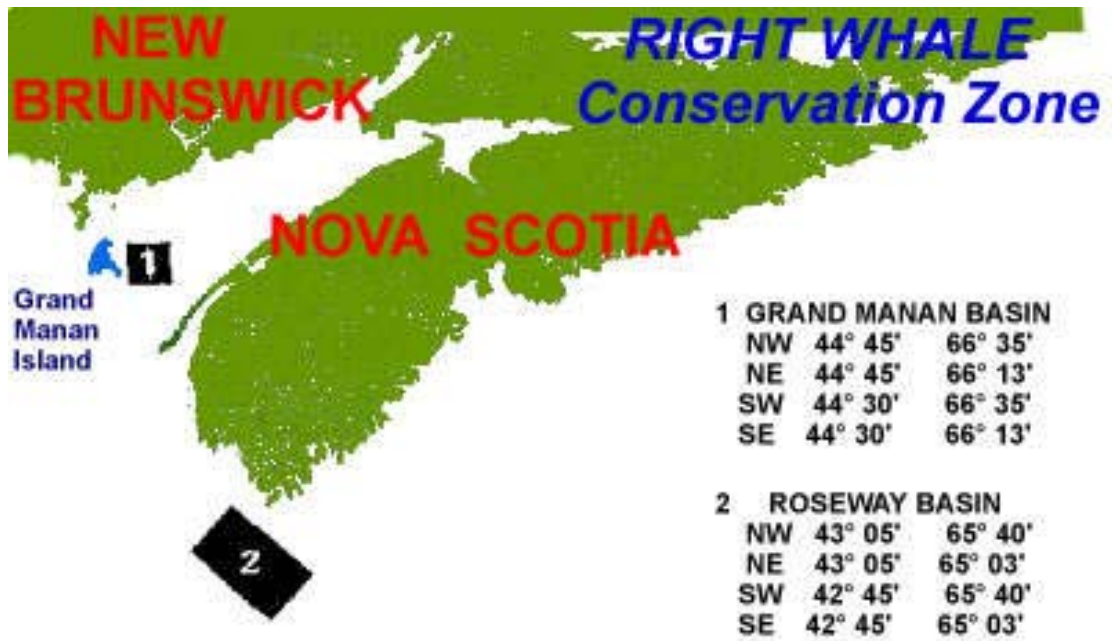 NEW
BRUNSWICK
RIGHT WHALE
Conservation Zone
NOVA SCOTIA
1
Grand
Manan
Island
2
1 GRAND MANAN BASIN
NW 44° 45' 66° 35'
NE 44° 45' 66° 13'
SW 44° 30' 66° 35'
SE 44° 30' 66° 13'
2 ROSEWAY BASIN
NW 43° 05' 65° 40'
NE 43° 05' 65° 03'
SW 42° 45' 65° 40'
SE 42° 45' 65° 03'